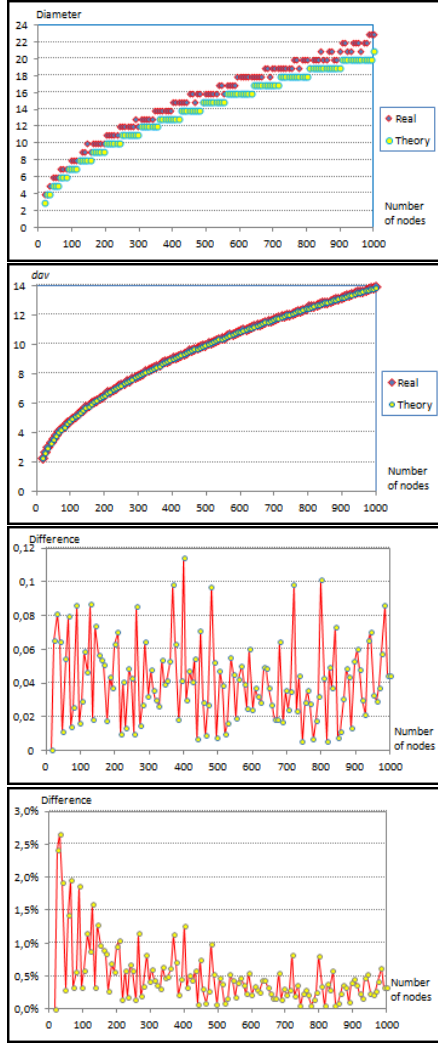 Diameter
24
22
20
18
16
14
12
10
8
6
4
2
0
0 100 200 300 400 500 600 700 800 900 1000
Real
Theory
Number
of nodes
dav
14
12
10
8
6
4
2
0
0 100 200 300 400 500 600 700 800 900 1000
Real
Theory
Number
of nodes
Difference
0,12
0,1
0,08
0,06
0,04
0,02
0
0 100 200 300 400 500 600 700 800 900 1000
Number
of nodes
Difference
3,0%
2,5%
2,0%
1,5%
1,0%
0,5%
0,0%
0 100 200 300 400 500 600 700 800 900 1000
Number
of nodes